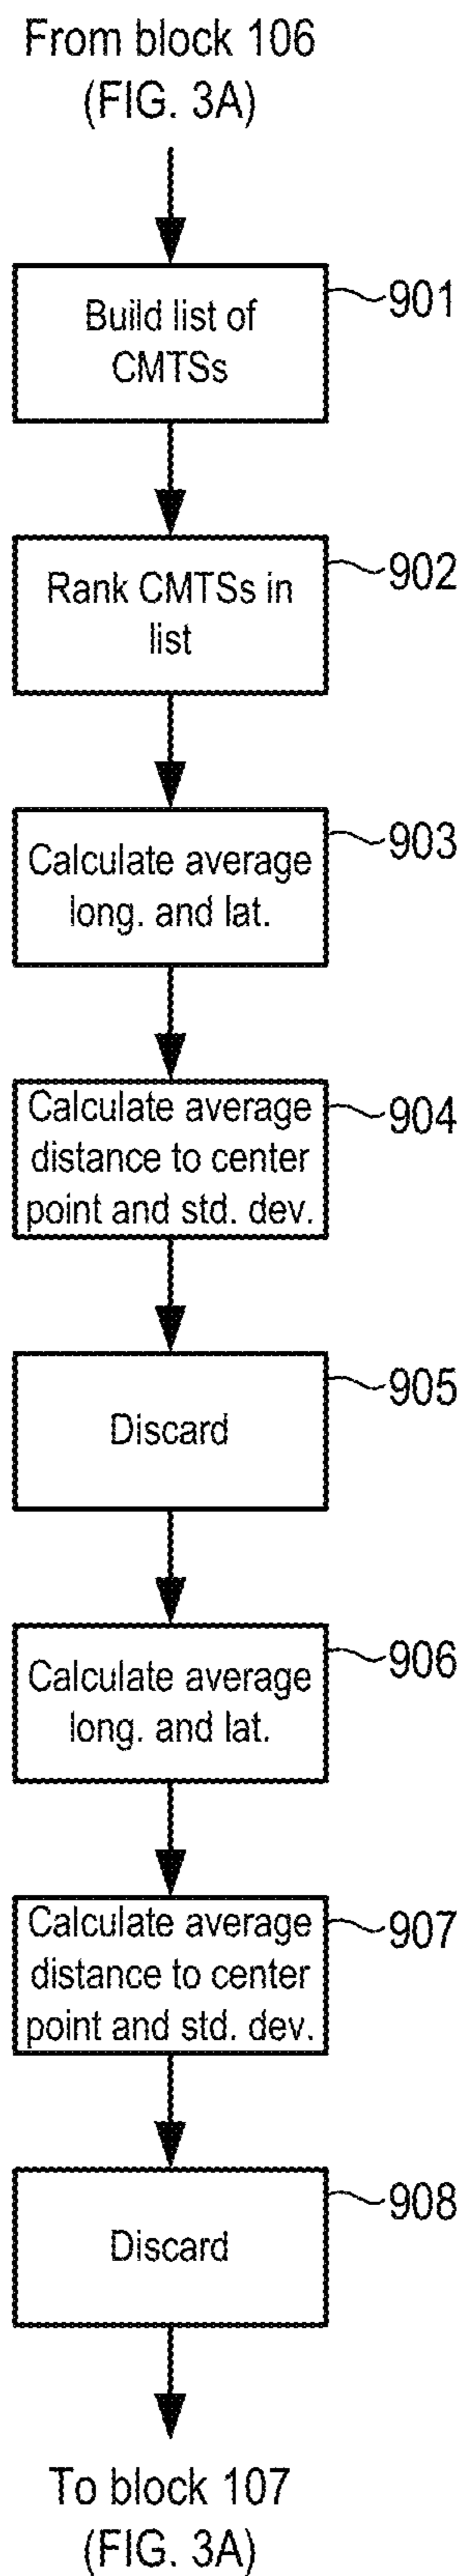 From block 106
(FIG. 3A)
Build list of
CMTSs
901
Rank CMTSs in
list
902
Calculate average
long. and lat.
903
Calculate average
distance to center
point and std. dev.
904
Discard
905
Calculate average
long. and lat.
906
Calculate average
distance to center
point and std. dev.
907
Discard
908
To block 107
(FIG. 3A)